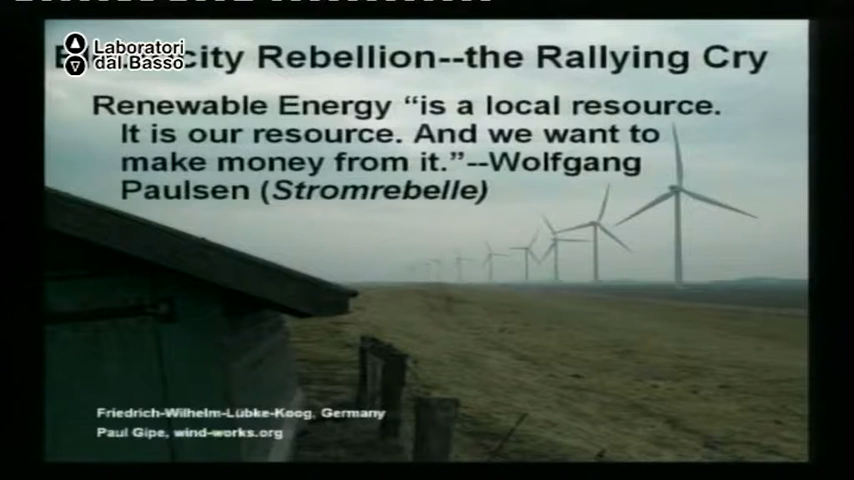 Laboratori
dal Basso
city Rebellion--the Rallying Cry
Renewable Energy “is a local resource.
It is our resource. And we want to
make money from it.”--Wolfgang
Paulsen (Stromrebelle)
Friedrich-Wilhelm-Lübke-Koog, Germany
Paul Gipe, wind-works.org